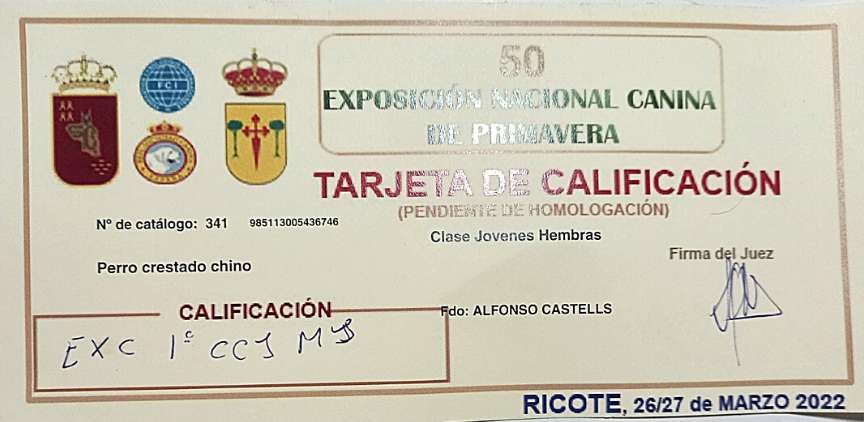 FCI
50
EXPOSICIÓN NACIONAL CANINA
DE PRIMAVERA
TARJETA DE CALIFICACIÓN
(PENDIENTE DE HOMOLOGACIÓN)
Nº de catálogo: 341 985113005436746
Clase Jovenes Hembras
Firma del Juez
Perro crestado chino
CALIFICACIÓN
Fdo: ALFONSO CASTELLS
EXC 1º CCJ MJ
RICOTE, 26/27 de MARZO 2022